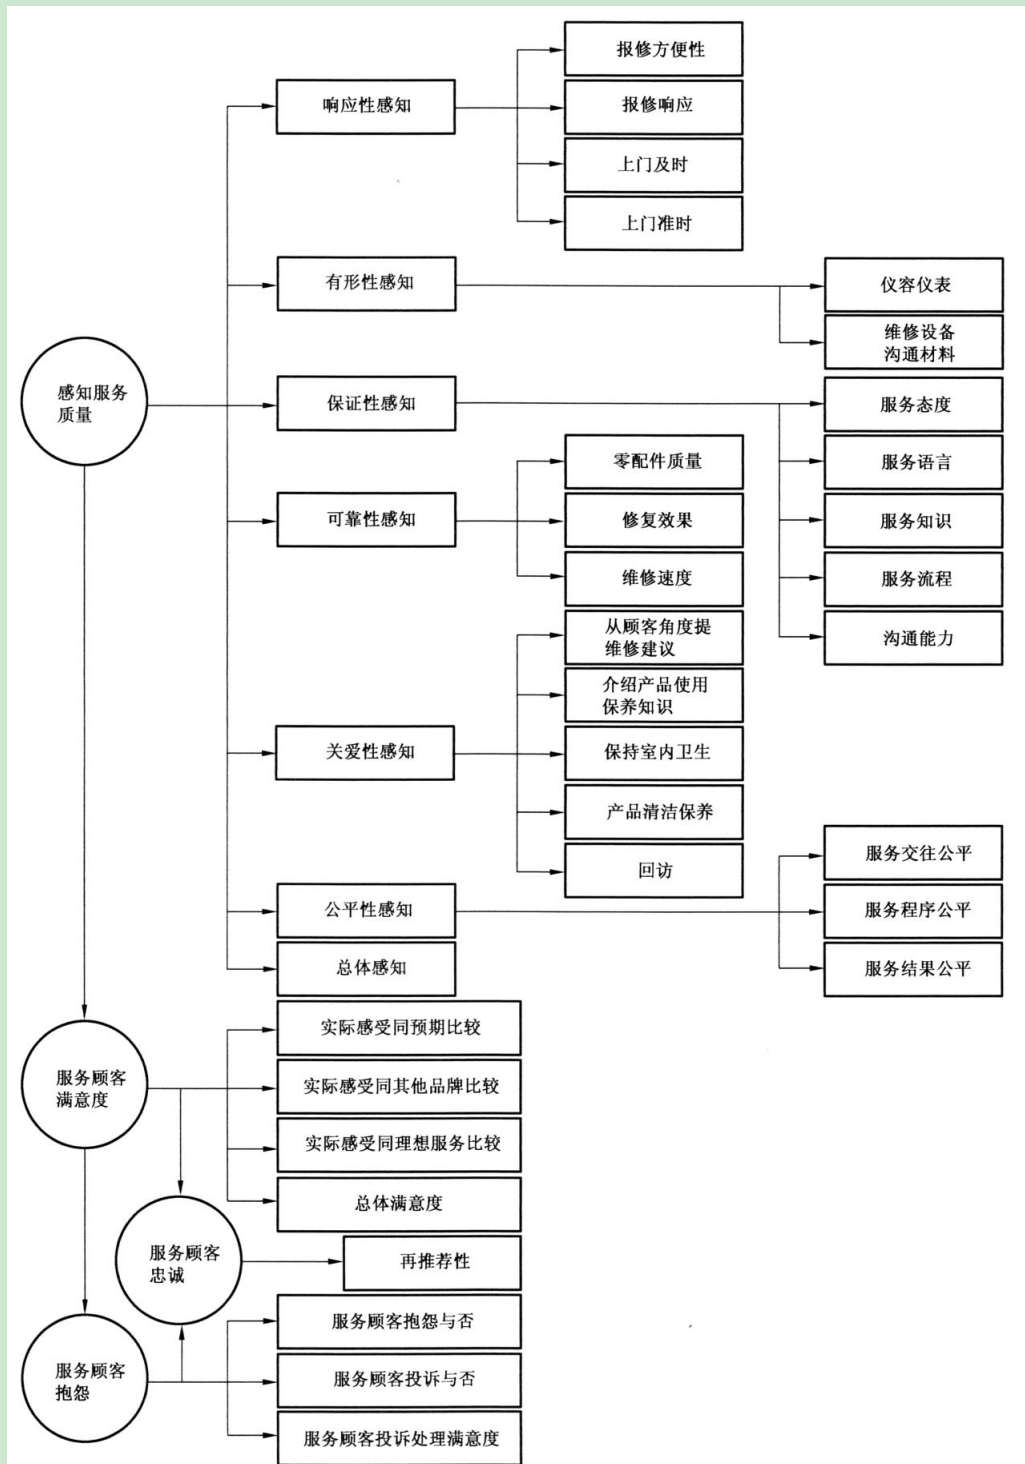 报修方便性
响应性感知
报修响应
上门及时
上门准时
有形性感知
仪容仪表
维修设备
沟通材料
感知服务
质量
保证性感知
服务态度
零配件质量
服务语言
可靠性感知
修复效果
服务知识
维修速度
服务流程
从顾客角度提
维修建议
沟通能力
介绍产品使用
保养知识
关爱性感知
保持室内卫生
产品清洁保养
回访
服务交往公平
公平性感知
服务程序公平
总体感知
服务结果公平
实际感受同预期比较
服务顾客
满意度
实际感受同其他品牌比较
实际感受同理想服务比较
总体满意度
服务顾客
忠诚
再推荐性
服务顾客抱怨与否
服务顾客
抱怨
服务顾客投诉与否
服务顾客投诉处理满意度